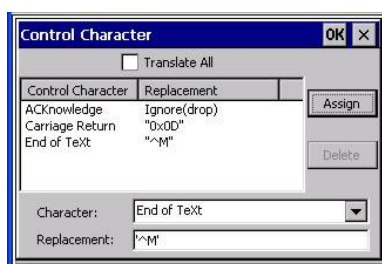 Control Character OK ×
Translate All
Control Character Replacement
ACKnowledge Ignore(drop)
Carriage Return "0x0D"
End of TeXt "^M"
Assign
Delete
Character: End of TeXt
Replacement: '^M'